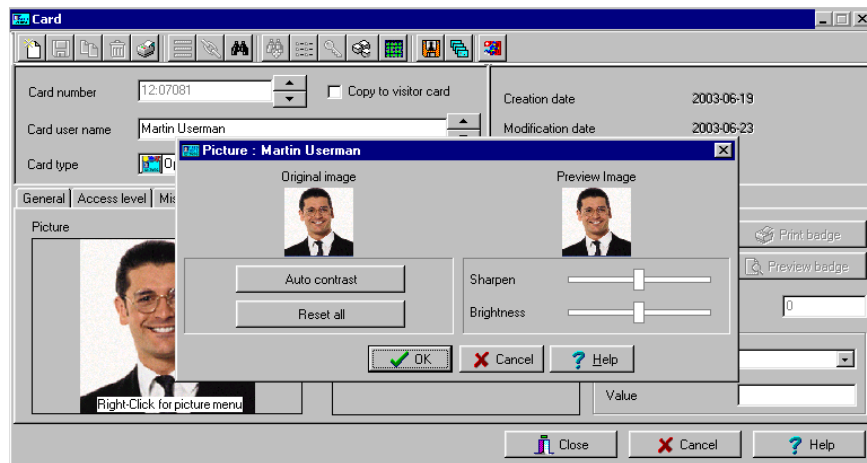 Card
Card number 12:07081 Copy to visitor card
Creation date 2003-06-19
Card user name Martin Userman
Modification date 2003-06-23
Card type
Picture : Martin Userman
Original image Preview Image
General Access level
Picture
Print badge
Preview badge
Auto contrast
Sharpen
Reset all
Brightness
0
OK Cancel Help
Right-Click for picture menu
Value
Close Cancel Help